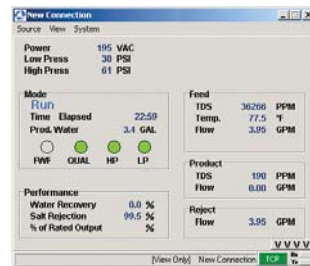 New Connection
Source View System
Power 195 VAC
Low Press 30 PSI
High Press 61 PSI
Mode
Run
Time Elapsed 22:59
Prod. Water 3.4 GAL
FWF QUAL HP LP
Performance
Water Recovery 0.0 %
Salt Rejection 99.5 %
% of Rated Output %
Feed
TDS 36266 PPM
Temp. 77.5 °F
Flow 3.95 GPM
Product
TDS 190 PPM
Flow 0.00 GPM
Reject
Flow 3.95 GPM
V V V V
[View Only] New Connection TCP Rx
Tx